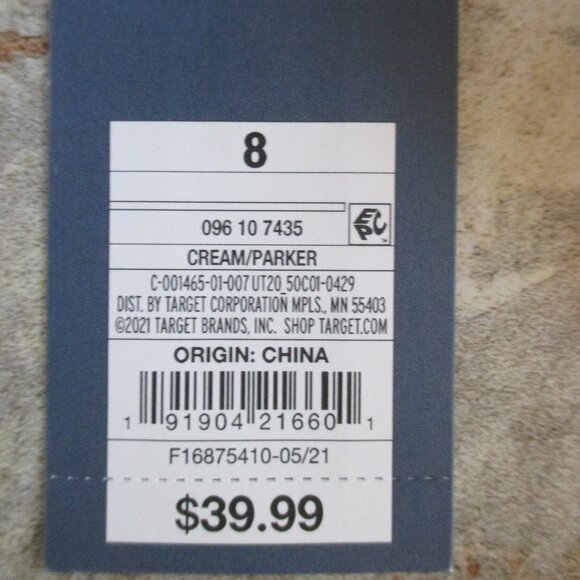 8
096 10 7435
EPC
CREAM/PARKER
C-001465-01-007 UT20_50C01-0429
DIST. BY TARGET CORPORATION MPLS., MN 55403
©2021 TARGET BRANDS, INC. SHOP TARGET.COM
ORIGIN: CHINA
1 91904 21660 1
F16875410-05/21
$39.99